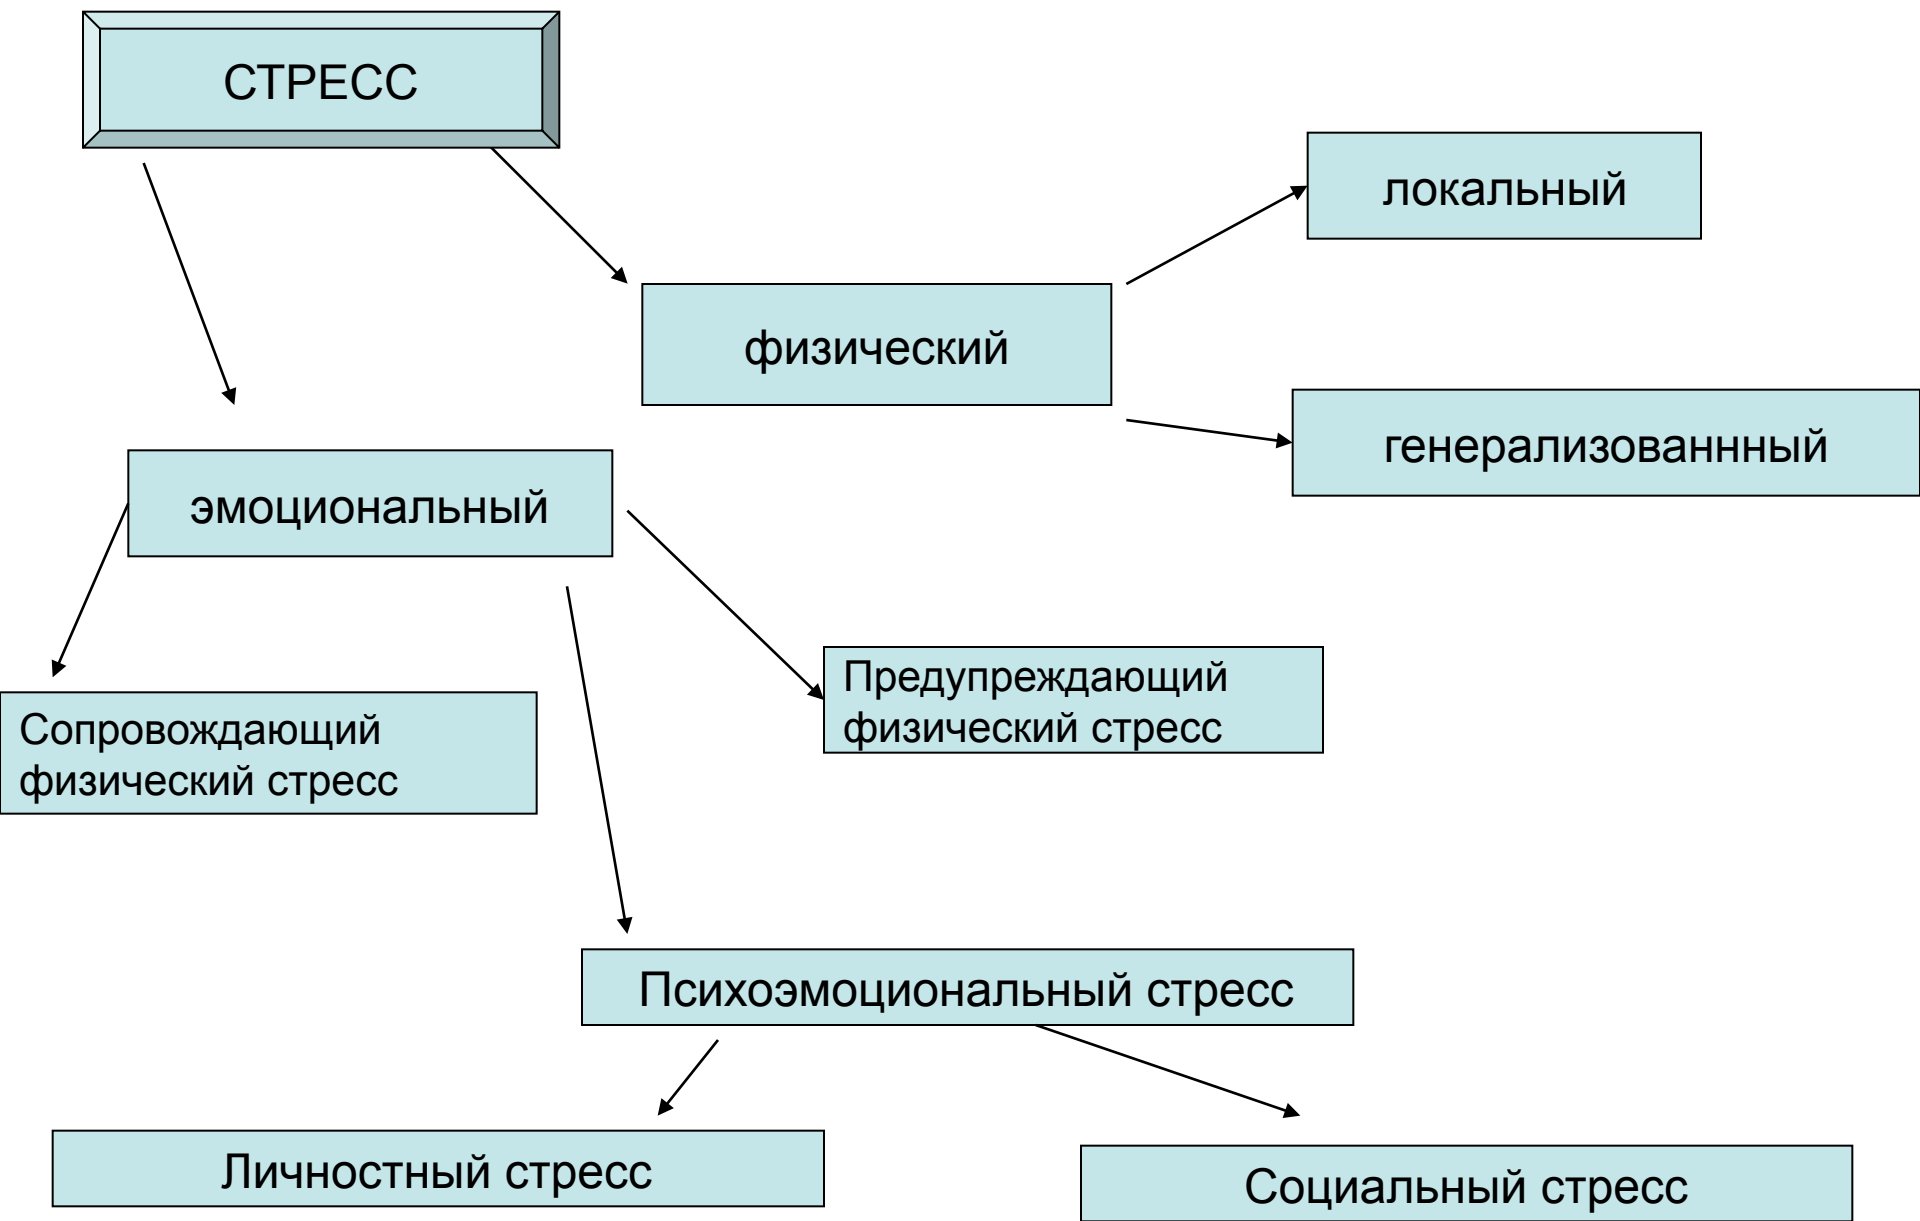 СТРЕСС
локальный
физический
генерализованнный
эмоциональный
Предупреждающий
физический стресс
Сопровождающий
физический стресс
Психоэмоциональный стресс
Личностный стресс
Социальный стресс